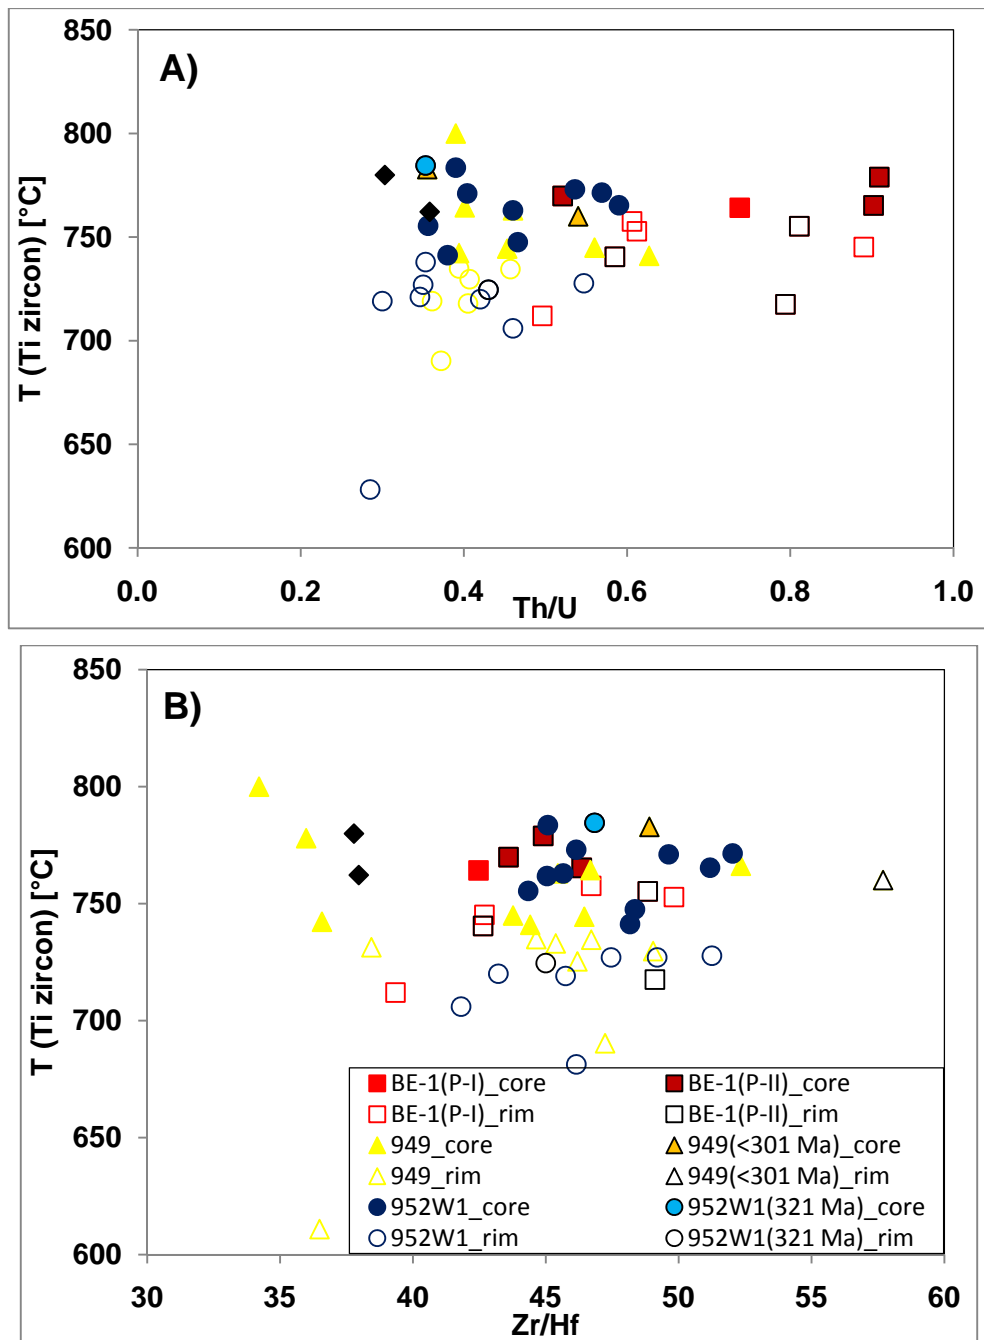 A)
850
800
750
700
650
600
T (Ti zircon) [°C]
0.0 0.2 0.4 0.6 0.8 1.0
Th/U
B)
850
800
750
700
650
600
T (Ti zircon) [°C]
BE-1(P-I)_core BE-1(P-II)_core
BE-1(P-I)_rim BE-1(P-II)_rim
949_core 949(<301 Ma)_core
949_rim 949(<301 Ma)_rim
952W1_core 952W1(321 Ma)_core
952W1_rim 952W1(321 Ma)_rim
30 35 40 45 50 55 60
Zr/Hf